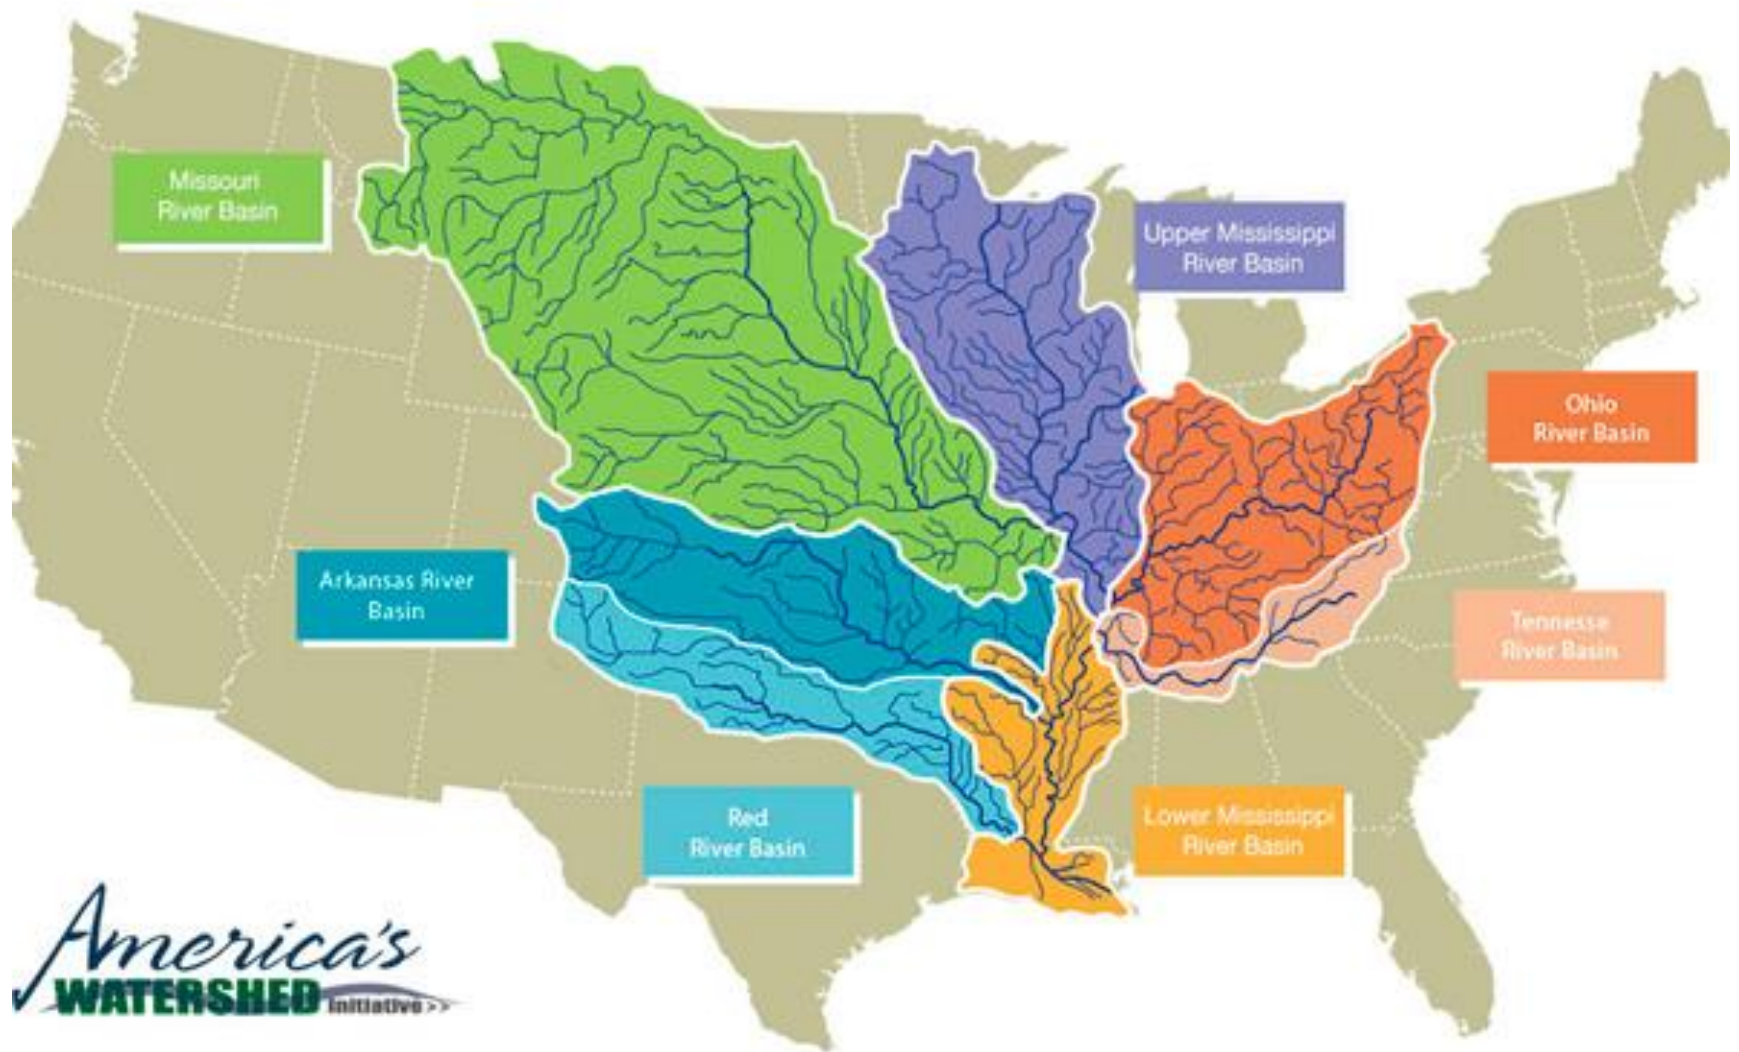 Missouri
River Basin
Upper Mississippi
River Basin
Ohio
River Basin
Arkansas River
Basin
Tennesse
River Basin
Red
River Basin
Lower Mississippi
River Basin
America's
WATERSHED
Initiative >>